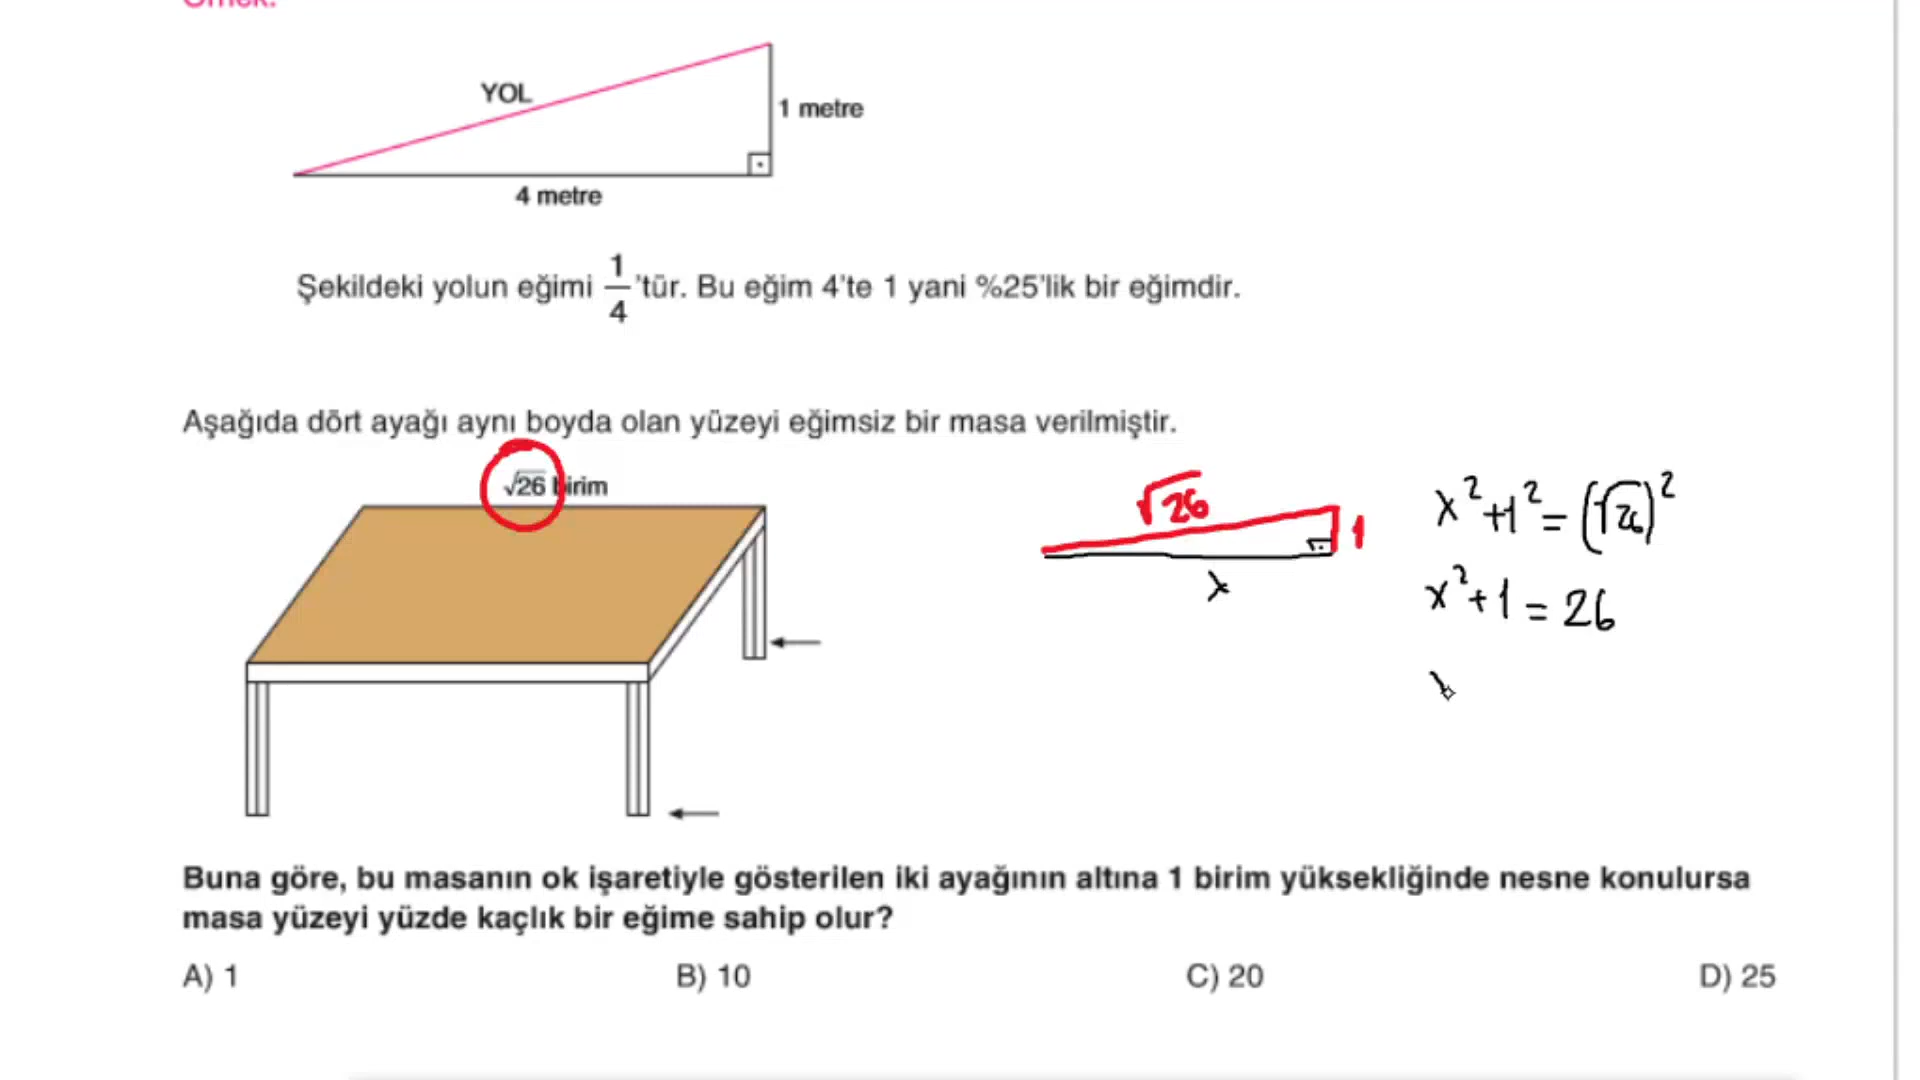 Örnek:
YOL
1 metre
4 metre
Şekildeki yolun eğimi 1/4 'tür. Bu eğim 4'te 1 yani %25'lik bir eğimdir.
Aşağıda dört ayağı aynı boyda olan yüzeyi eğimsiz bir masa verilmiştir.
√26 birim
√26
1
x
x²+1²=(√26)²
x²+1=26
Buna göre, bu masanın ok işaretiyle gösterilen iki ayağının altına 1 birim yüksekliğinde nesne konulursa
masa yüzeyi yüzde kaçlık bir eğime sahip olur?
A) 1 B) 10 C) 20 D) 25